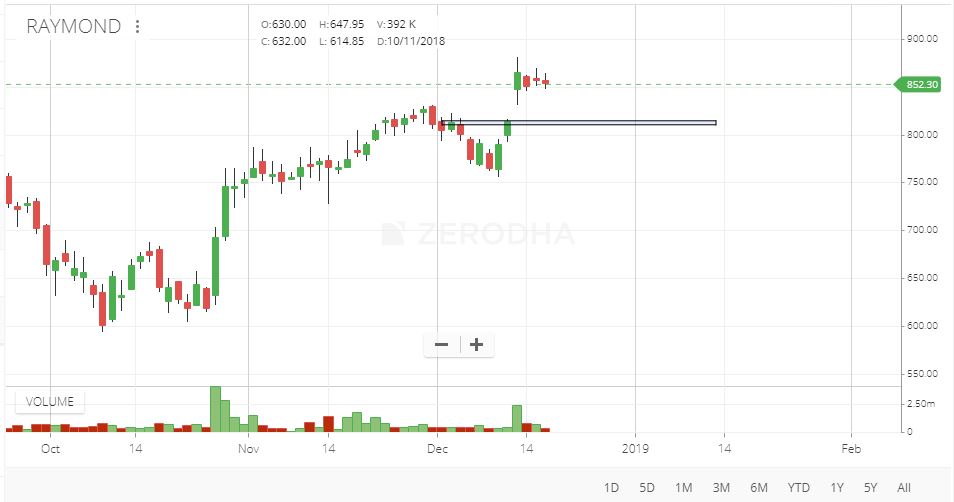 RAYMOND O:630.00 H:647.95 V:392 K
C:632.00 L: 614.85 D:10/11/2018
900.00
852.30
800.00
750.00
ZERODHA
700.00
650.00
600.00
550.00
VOLUME
2.50m
0
Oct 14 Nov 14 Dec 14 2019 14 Feb
1D 5D 1M 3M 6M YTD 1Y 5Y All